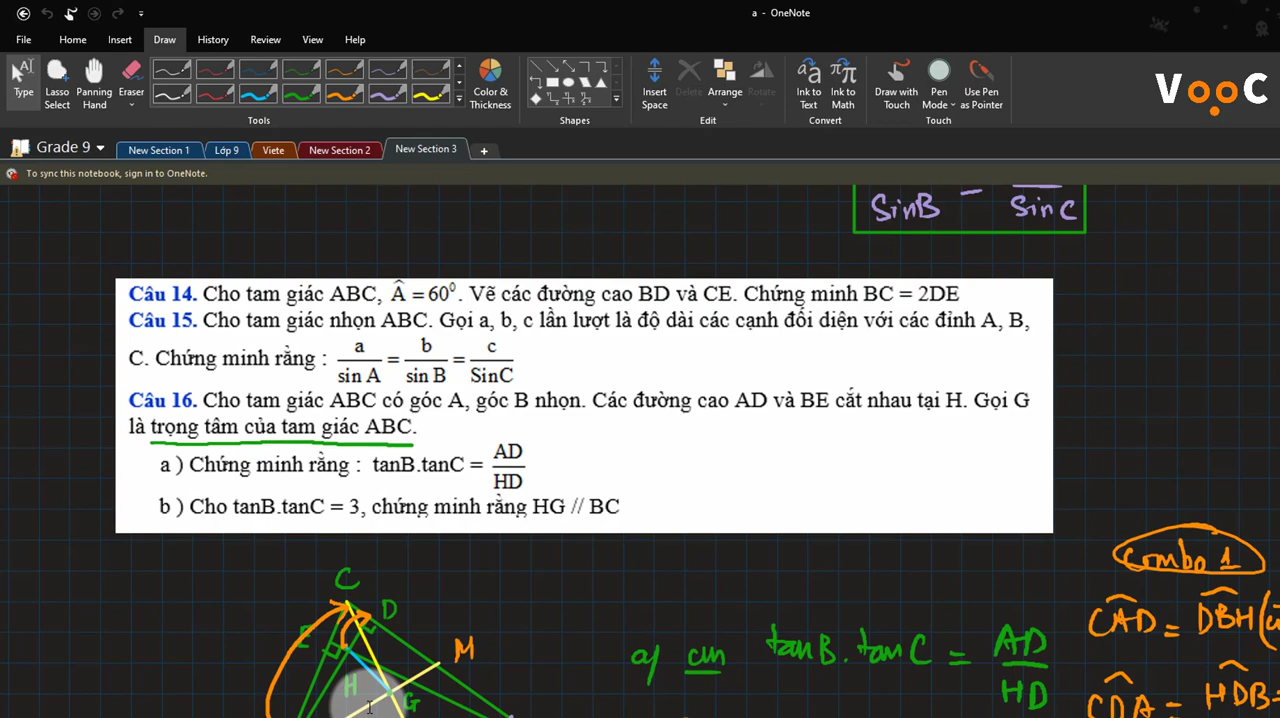 a - OneNote
File Home Insert Draw History Review View Help
VooC
Type Lasso Select Panning Hand Eraser Color & Thickness Insert Space Delete Arrange Rotate Ink to Text Ink to Math Draw with Touch Pen Mode Use Pen as Pointer
Tools Shapes Edit Convert Touch
Grade 9 New Section 1 Lớp 9 Viete New Section 2 New Section 3
To sync this notebook, sign in to OneNote.
SinB = SinC
Câu 14. Cho tam giác ABC, Â = 60⁰. Vẽ các đường cao BD và CE. Chứng minh BC = 2DE
Câu 15. Cho tam giác nhọn ABC. Gọi a, b, c lần lượt là độ dài các cạnh đối diện với các đỉnh A, B,
C. Chứng minh rằng : a/sin A = b/sin B = c/SinC
Câu 16. Cho tam giác ABC có góc A, góc B nhọn. Các đường cao AD và BE cắt nhau tại H. Gọi G
là trọng tâm của tam giác ABC.
a ) Chứng minh rằng : tanB.tanC = AD/HD
b ) Cho tanB.tanC = 3, chứng minh rằng HG // BC
Combo 1
C
D
E
M
H
G
a/ cm tanB.tanC = AD/HD
CAD = DBH
CDA = HDB